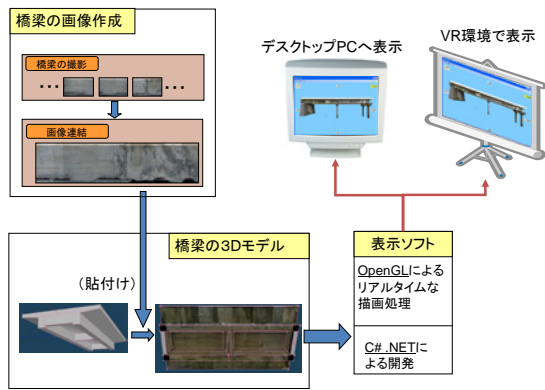 橋梁の画像作成
橋梁の撮影
・・・
・・・
画像連結
デスクトップPCへ表示
VR環境で表示
橋梁の3Dモデル
(貼付け)
表示ソフト
OpenGLによる
リアルタイムな
描画処理
C# .NETに
よる開発